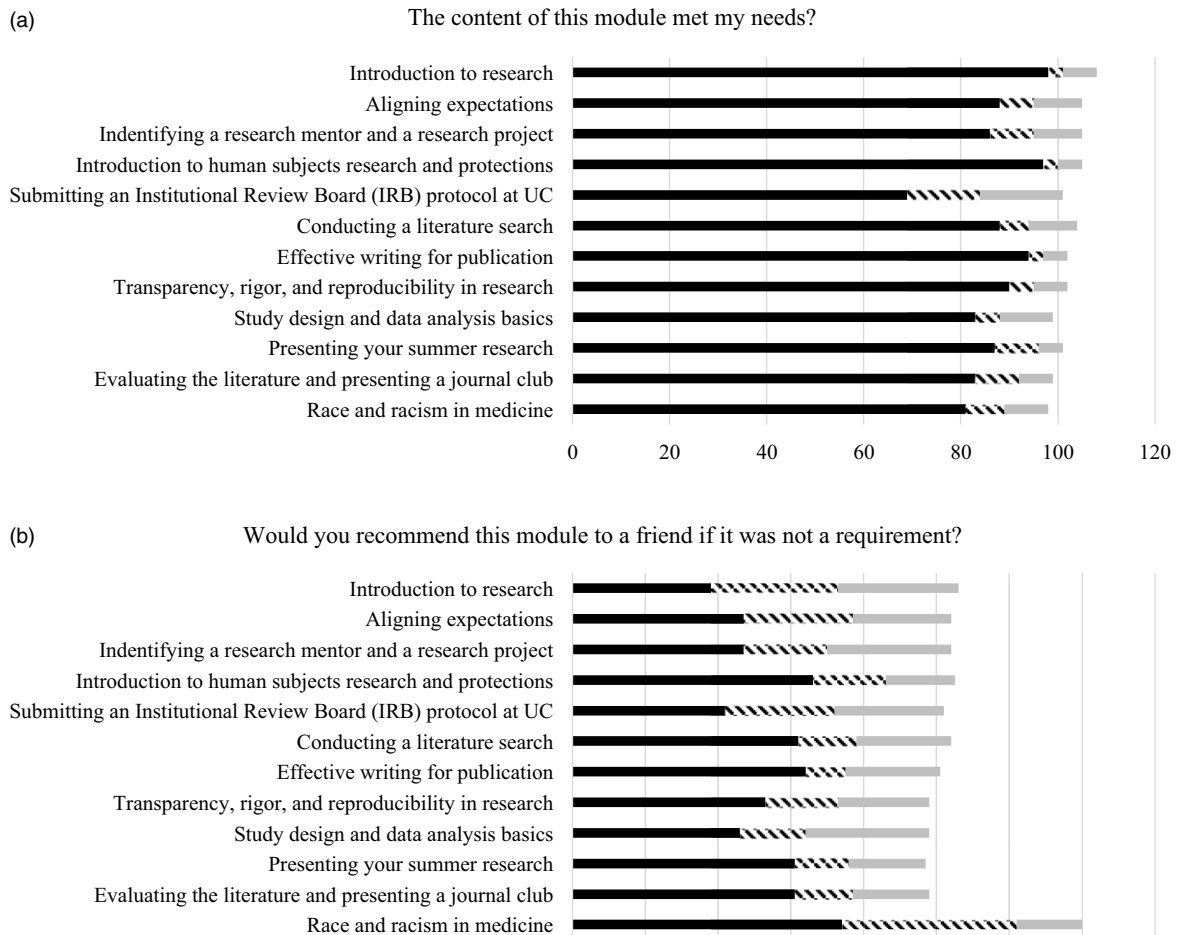 (a)
The content of this module met my needs?
Introduction to research
Aligning expectations
Indentifying a research mentor and a research project
Introduction to human subjects research and protections
Submitting an Institutional Review Board (IRB) protocol at UC
Conducting a literature search
Effective writing for publication
Transparency, rigor, and reproducibility in research
Study design and data analysis basics
Presenting your summer research
Evaluating the literature and presenting a journal club
Race and racism in medicine
0 20 40 60 80 100 120
(b)
Would you recommend this module to a friend if it was not a requirement?
Introduction to research
Aligning expectations
Indentifying a research mentor and a research project
Introduction to human subjects research and protections
Submitting an Institutional Review Board (IRB) protocol at UC
Conducting a literature search
Effective writing for publication
Transparency, rigor, and reproducibility in research
Study design and data analysis basics
Presenting your summer research
Evaluating the literature and presenting a journal club
Race and racism in medicine